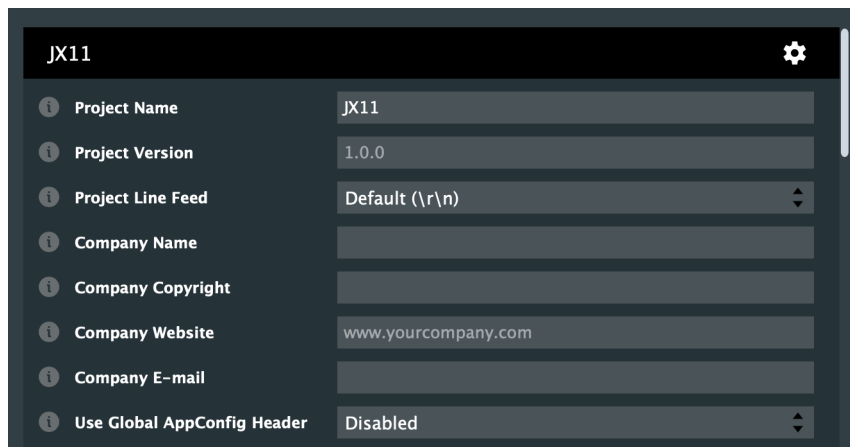 JX11
Project Name JX11
Project Version 1.0.0
Project Line Feed Default (\r\n)
Company Name
Company Copyright
Company Website www.yourcompany.com
Company E-mail
Use Global AppConfig Header Disabled